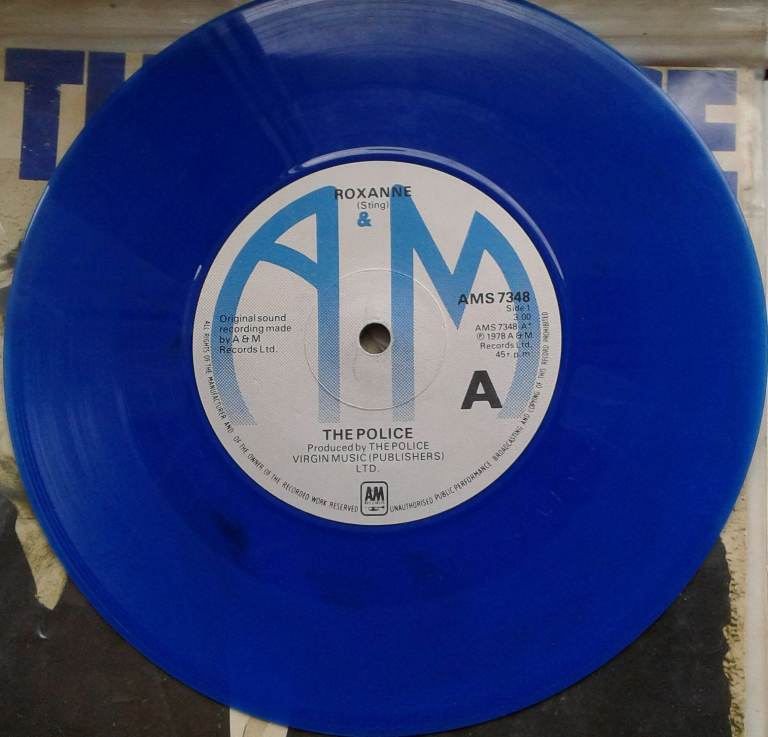 TH
E
ROXANNE
(Sting)
A&M
AMS 7348
Side 1
3.00
AMS 7348 A*
℗ 1978 A & M
Records Ltd.
45 r.p.m
Original sound
recording made
by A & M
Records Ltd.
A
THE POLICE
Produced by THE POLICE
VIRGIN MUSIC (PUBLISHERS)
LTD.
AM
ALL RIGHTS OF THE MANUFACTURER AND OF THE OWNER OF THE RECORDED WORK RESERVED
UNAUTHORISED PUBLIC PERFORMANCE BROADCASTING AND COPYING OF THIS RECORD PROHIBITED